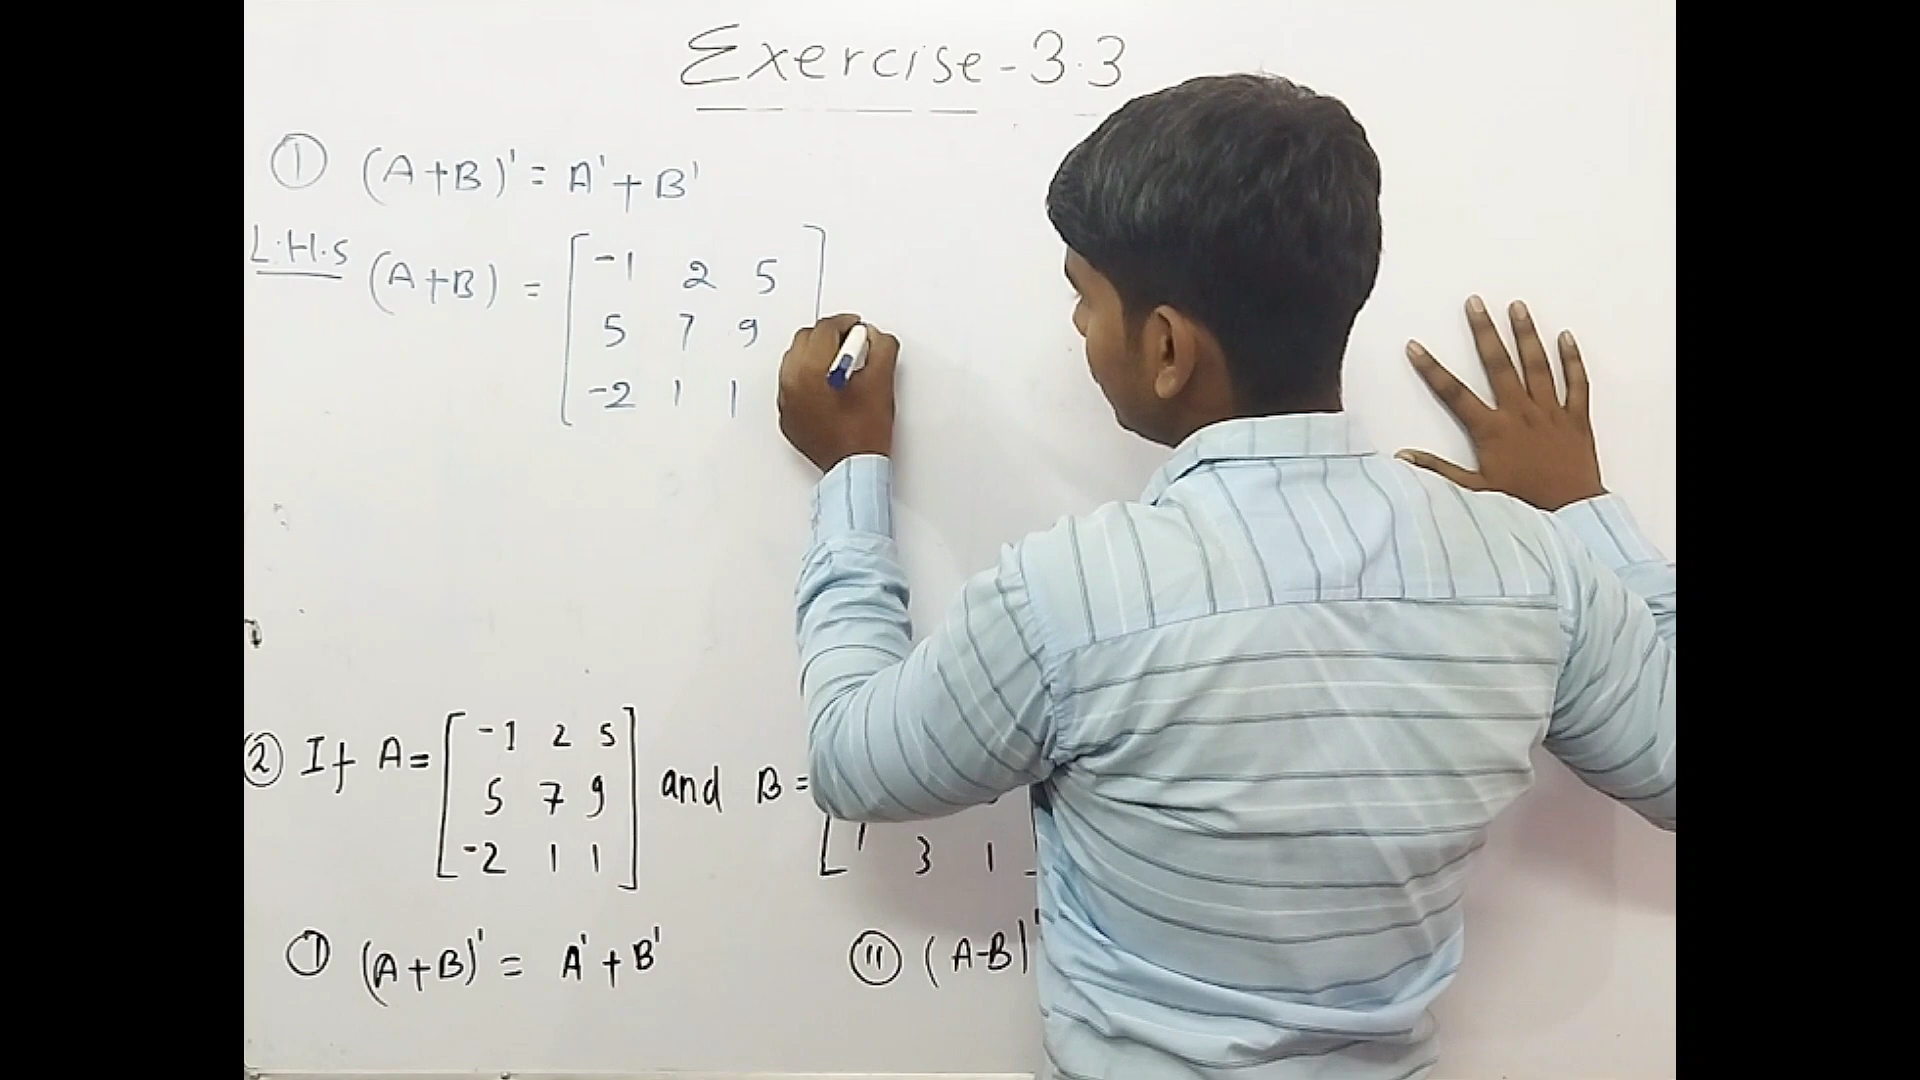 Exercise-3.3
① (A+B)' = A'+B'
L.H.S (A+B) = [ -1 2 5
5 7 9
-2 1 1
② If A = [ -1 2 5
5 7 9
-2 1 1 ] and B =
[ 1 3 1
① (A+B)' = A'+B'
⑪ (A-B)'